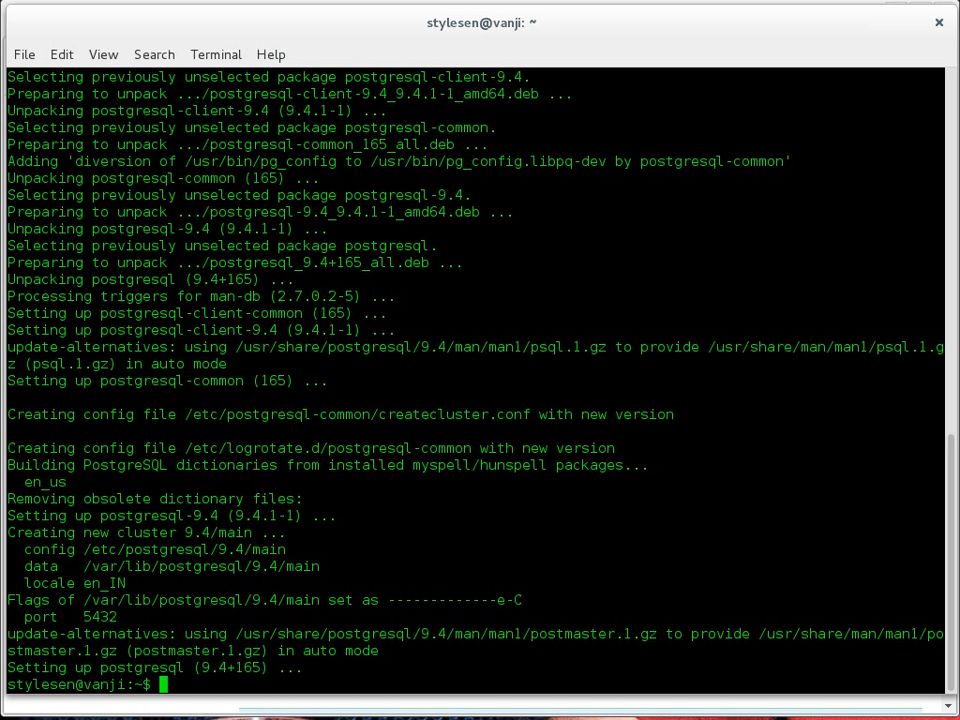 stylesen@vanji: ~
×
File Edit View Search Terminal Help
Selecting previously unselected package postgresql-client-9.4.
Preparing to unpack .../postgresql-client-9.4_9.4.1-1_amd64.deb ...
Unpacking postgresql-client-9.4 (9.4.1-1) ...
Selecting previously unselected package postgresql-common.
Preparing to unpack .../postgresql-common_165_all.deb ...
Adding 'diversion of /usr/bin/pg_config to /usr/bin/pg_config.libpq-dev by postgresql-common'
Unpacking postgresql-common (165) ...
Selecting previously unselected package postgresql-9.4.
Preparing to unpack .../postgresql-9.4_9.4.1-1_amd64.deb ...
Unpacking postgresql-9.4 (9.4.1-1) ...
Selecting previously unselected package postgresql.
Preparing to unpack .../postgresql_9.4+165_all.deb ...
Unpacking postgresql (9.4+165) ...
Processing triggers for man-db (2.7.0.2-5) ...
Setting up postgresql-client-common (165) ...
Setting up postgresql-client-9.4 (9.4.1-1) ...
update-alternatives: using /usr/share/postgresql/9.4/man/man1/psql.1.gz to provide /usr/share/man/man1/psql.1.g
z (psql.1.gz) in auto mode
Setting up postgresql-common (165) ...
Creating config file /etc/postgresql-common/createcluster.conf with new version
Creating config file /etc/logrotate.d/postgresql-common with new version
Building PostgreSQL dictionaries from installed myspell/hunspell packages...
en_us
Removing obsolete dictionary files:
Setting up postgresql-9.4 (9.4.1-1) ...
Creating new cluster 9.4/main ...
config /etc/postgresql/9.4/main
data /var/lib/postgresql/9.4/main
locale en_IN
Flags of /var/lib/postgresql/9.4/main set as -------------e-C
port 5432
update-alternatives: using /usr/share/postgresql/9.4/man/man1/postmaster.1.gz to provide /usr/share/man/man1/po
stmaster.1.gz (postmaster.1.gz) in auto mode
Setting up postgresql (9.4+165) ...
stylesen@vanji:~$